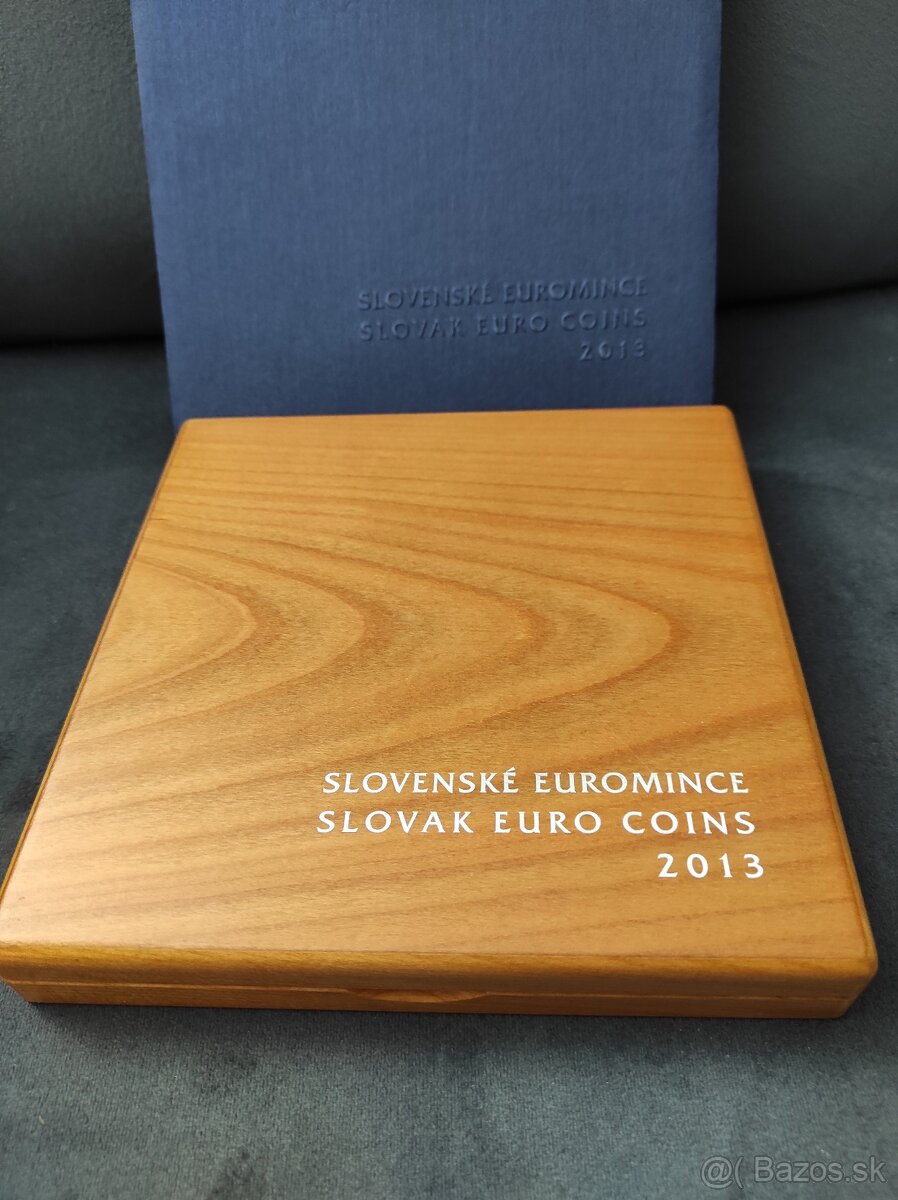 SLOVENSKÉ EUROMINCE
SLOVAK EURO COINS
2013
SLOVENSKÉ EUROMINCE
SLOVAK EURO COINS
2013
@( Bazos.sk